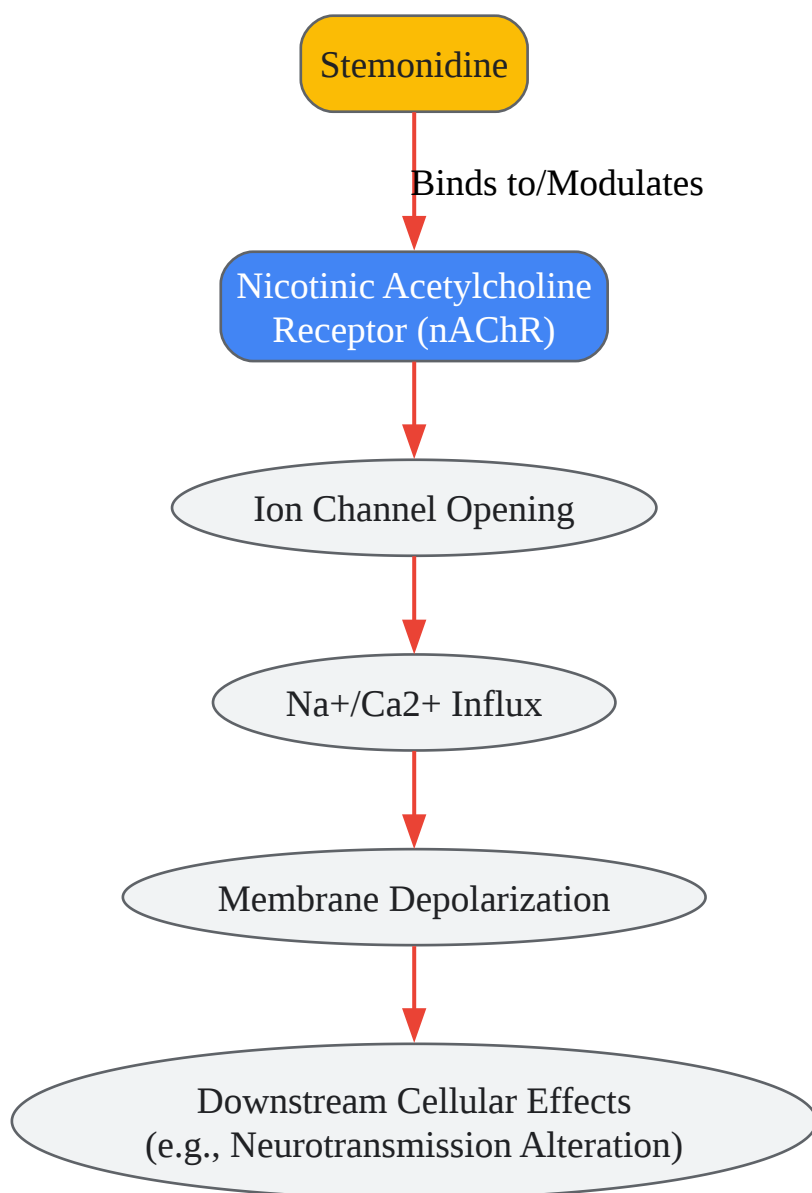 Stemonidine
Binds to/Modulates
Nicotinic Acetylcholine
Receptor (nAChR)
Ion Channel Opening
Na+/Ca2+ Influx
Membrane Depolarization
Downstream Cellular Effects
(e.g., Neurotransmission Alteration)